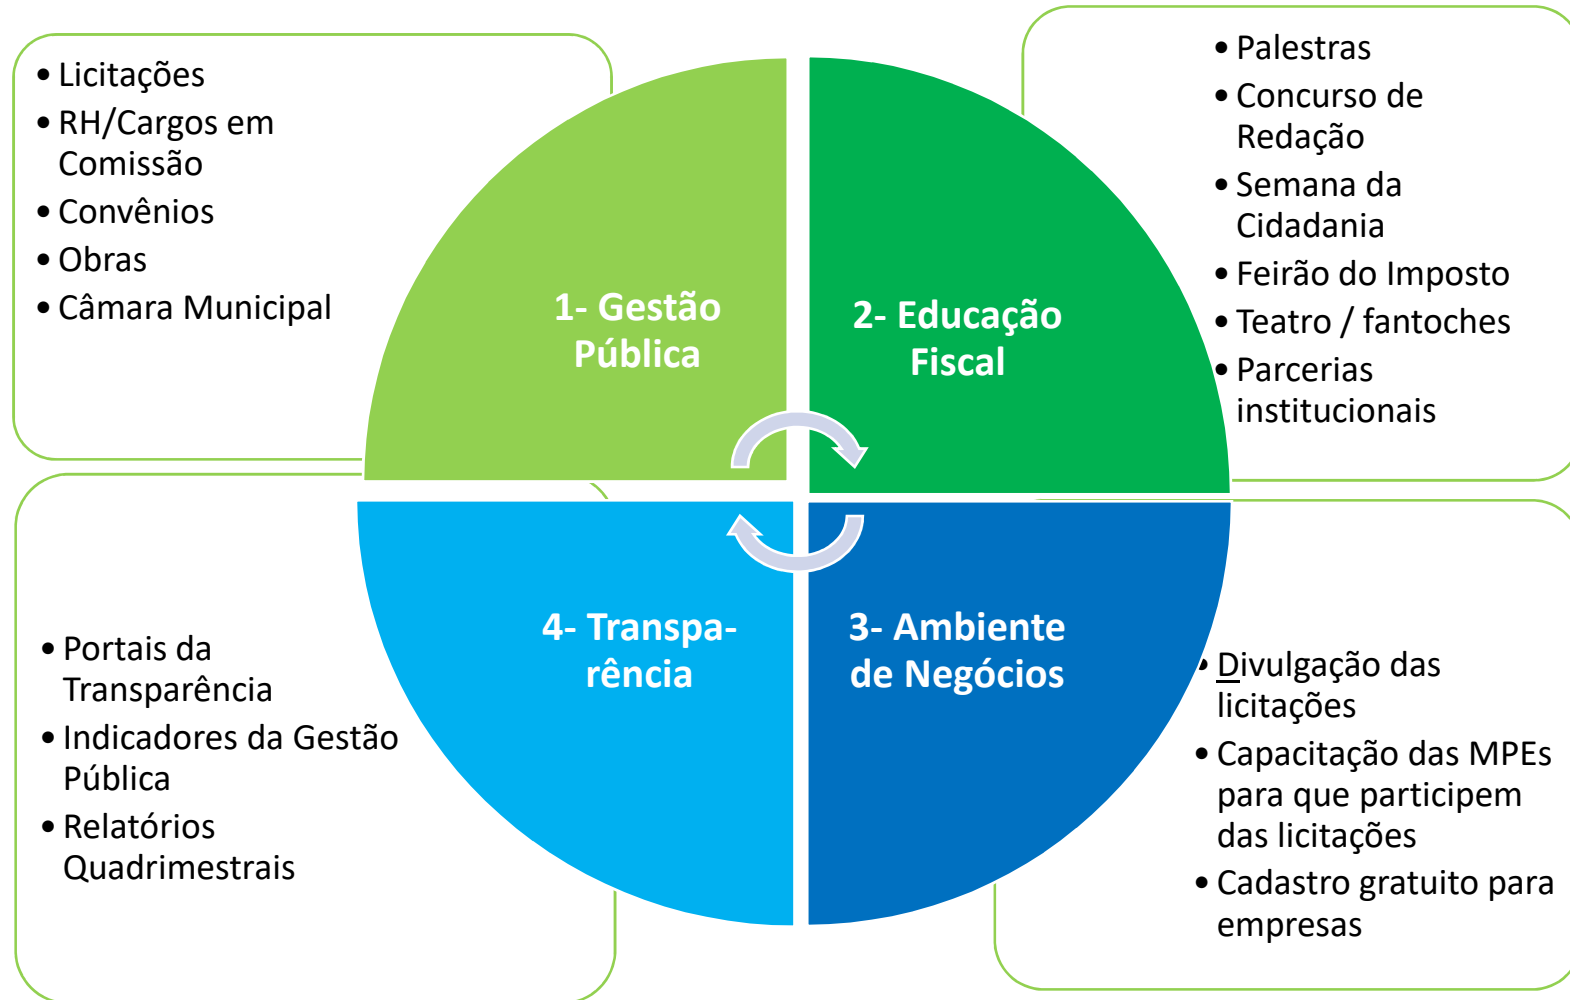 • Licitações
• RH/Cargos em
Comissão
• Convênios
• Obras
• Câmara Municipal
1- Gestão
Pública
2- Educação
Fiscal
• Palestras
• Concurso de
Redação
• Semana da
Cidadania
• Feirão do Imposto
• Teatro / fantoches
• Parcerias
institucionais
• Portais da
Transparência
• Indicadores da Gestão
Pública
• Relatórios
Quadrimestrais
4- Transpa-
rência
3- Ambiente
de Negócios
• Divulgação das
licitações
• Capacitação das MPEs
para que participem
das licitações
• Cadastro gratuito para
empresas